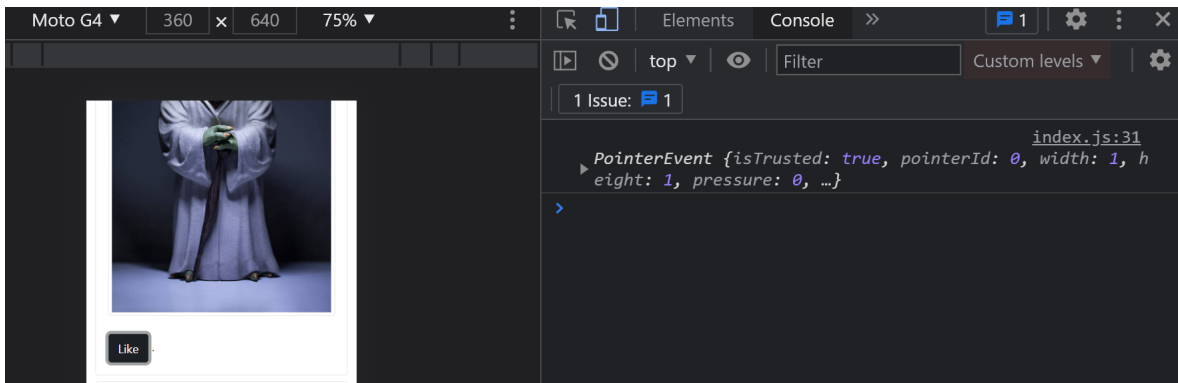 Moto G4 ▼ 360 × 640 75% ▼
Elements Console » 1
top ▼ Filter Custom levels ▼
1 Issue: 1
index.js:31
PointerEvent {isTrusted: true, pointerId: 0, width: 1, h
eight: 1, pressure: 0, …}
Like